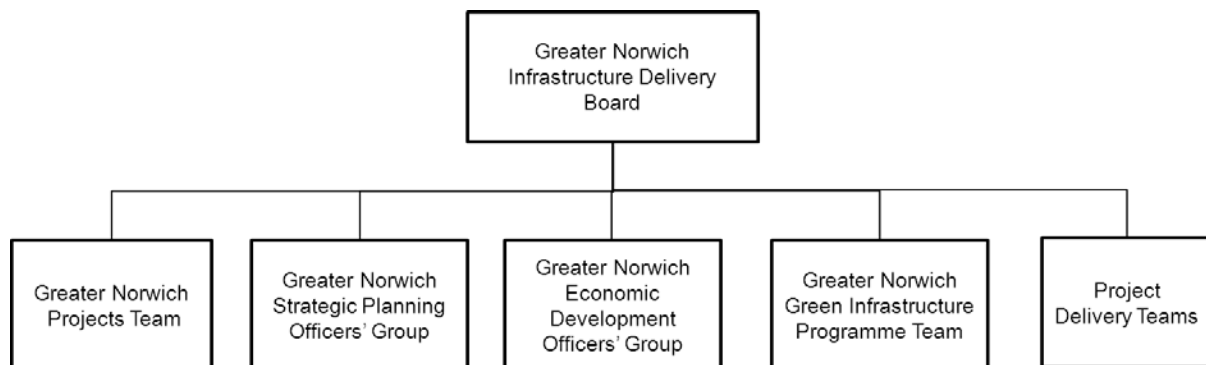 Greater Norwich
Infrastructure Delivery
Board
Greater Norwich
Projects Team
Greater Norwich
Strategic Planning
Officers’ Group
Greater Norwich
Economic
Development
Officers’ Group
Greater Norwich
Green Infrastructure
Programme Team
Project
Delivery Teams